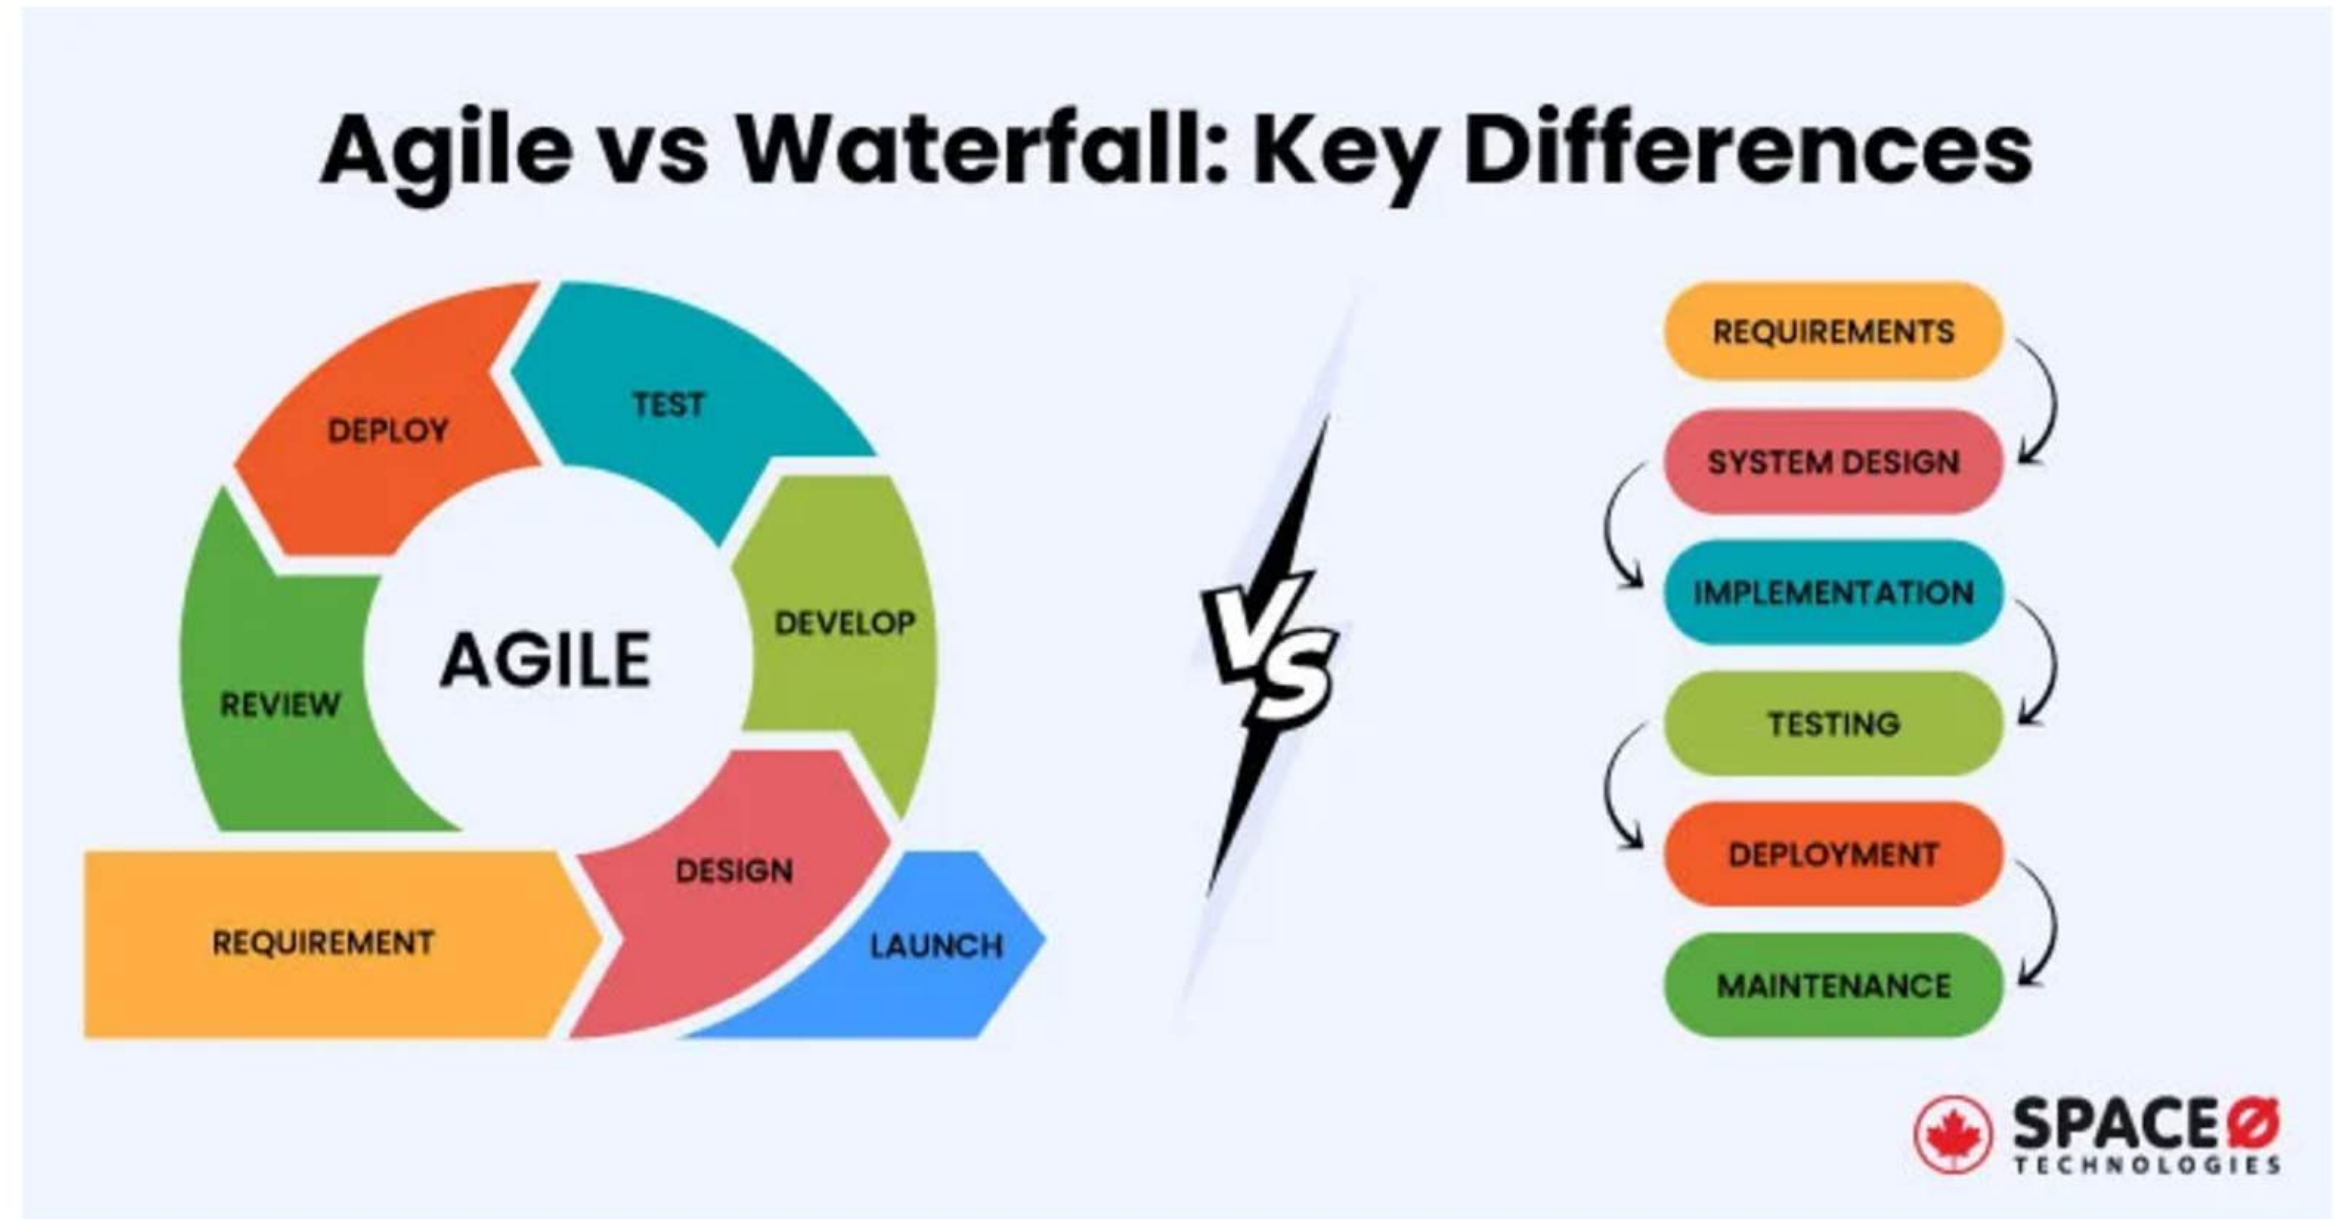 Agile vs Waterfall: Key Differences
DEPLOY
TEST
DEVELOP
REVIEW
AGILE
DESIGN
REQUIREMENT
LAUNCH
VS
REQUIREMENTS
SYSTEM DESIGN
IMPLEMENTATION
TESTING
DEPLOYMENT
MAINTENANCE
SPACEO
TECHNOLOGIES